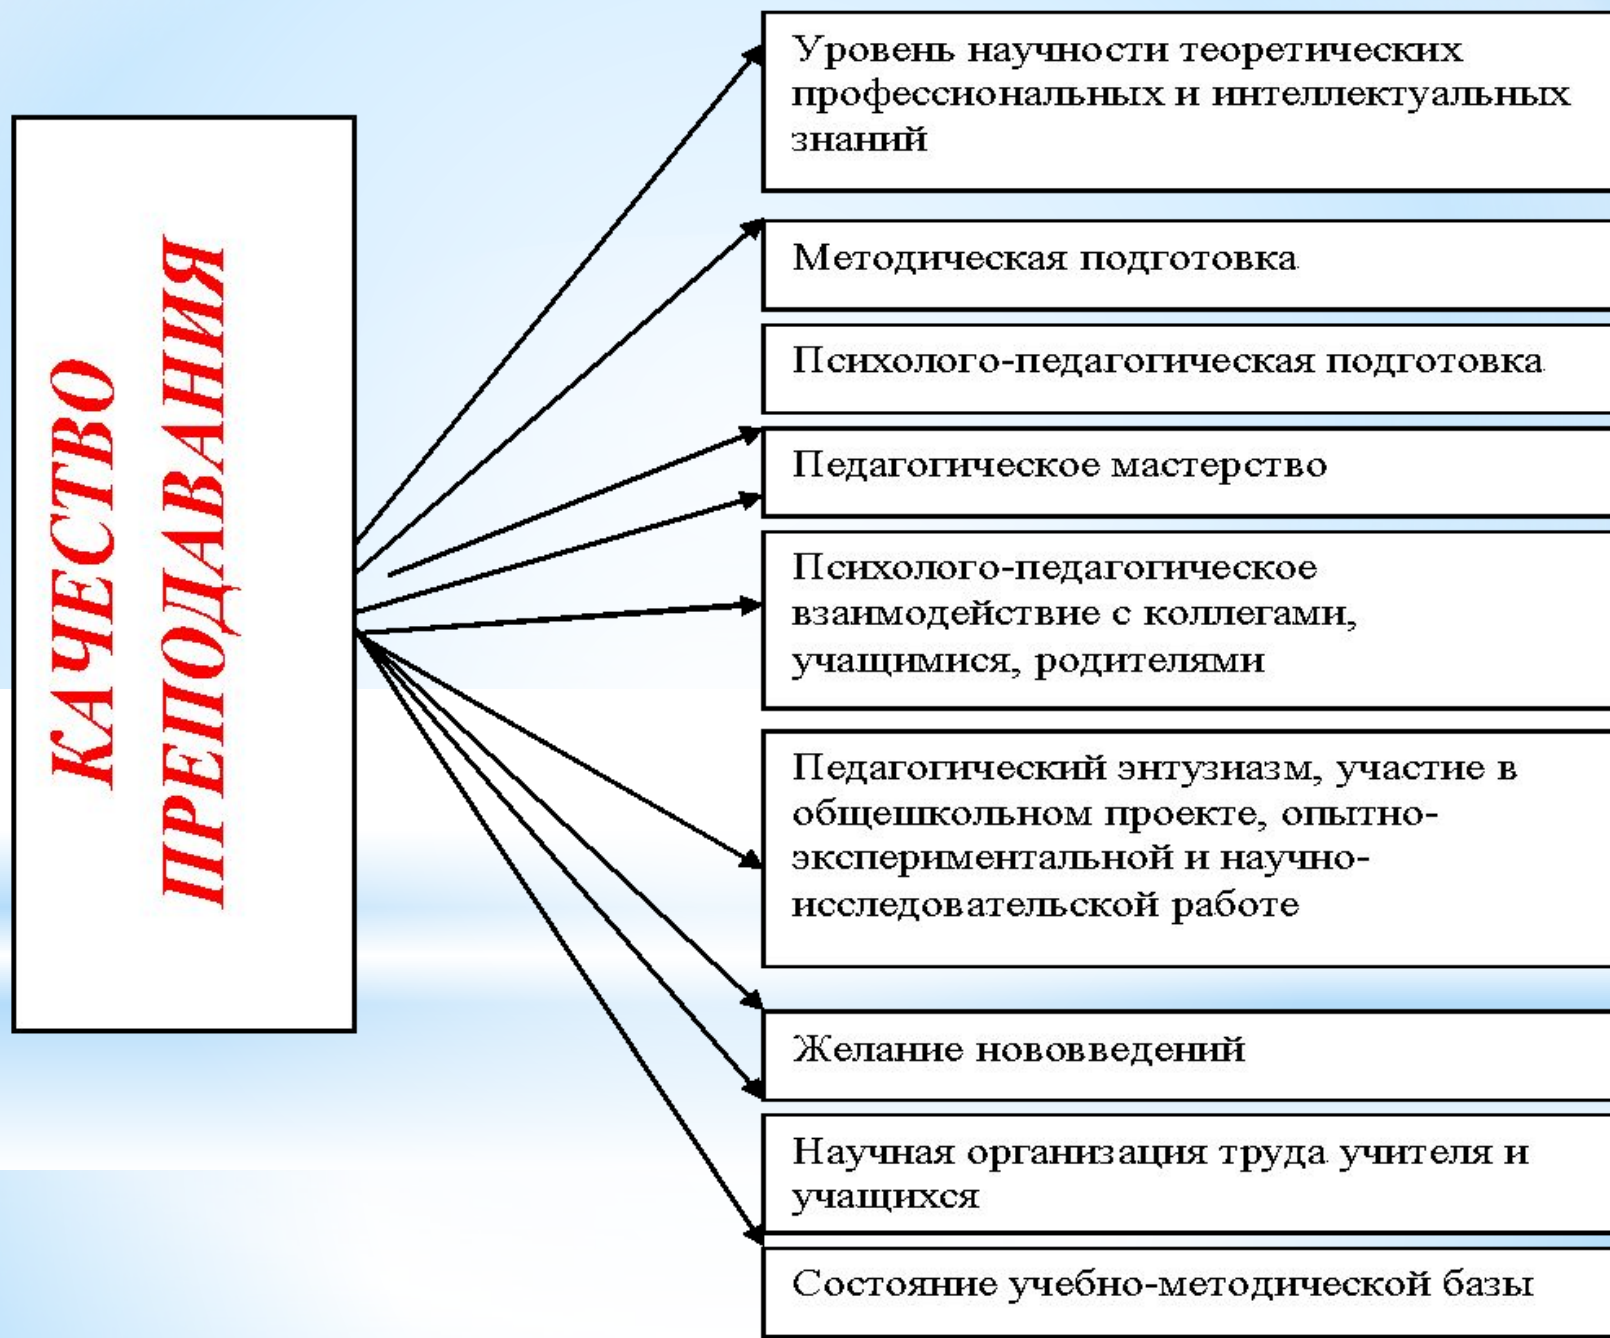 КАЧЕСТВО
ПРЕПОДАВАНИЯ
Уровень научности теоретических
профессиональных и интеллектуальных
знаний
Методическая подготовка
Психолого-педагогическая подготовка
Педагогическое мастерство
Психолого-педагогическое
взаимодействие с коллегами,
учащимися, родителями
Педагогический энтузиазм, участие в
общешкольном проекте, опытно-
экспериментальной и научно-
исследовательской работе
Желание нововведений
Научная организация труда учителя и
учащихся
Состояние учебно-методической базы